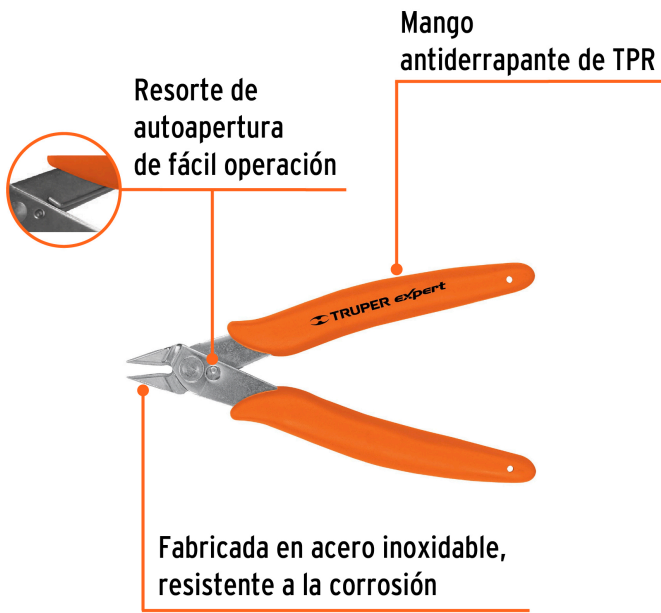 Mango
antiderrapante de TPR
Resorte de
autoapertura
de fácil operación
TRUPER expert
Fabricada en acero inoxidable,
resistente a la corrosión